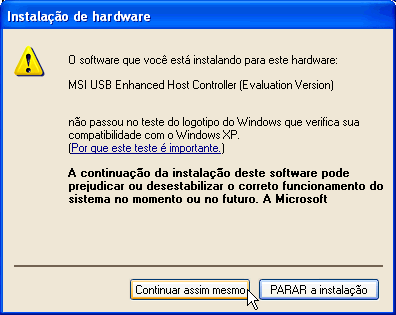 Instalação de hardware
O software que você está instalando para este hardware:
MSI USB Enhanced Host Controller (Evaluation Version)
não passou no teste do logotipo do Windows que verifica sua
compatibilidade com o Windows XP.
(Por que este teste é importante.)
A continuação da instalação deste software pode
prejudicar ou desestabilizar o correto funcionamento do
sistema no momento ou no futuro. A Microsoft
Continuar assim mesmo
PARAR a instalação